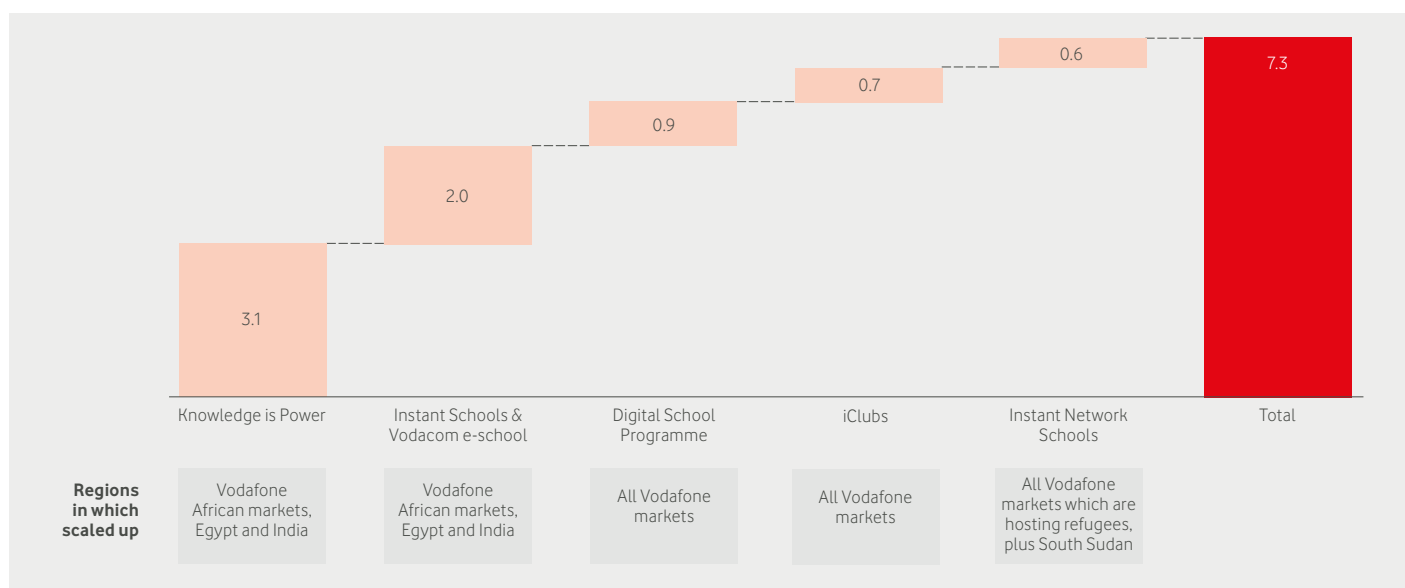 0.6
7.3
0.7
0.9
2.0
3.1
Knowledge is Power
Instant Schools &
Vodacom e-school
Digital School
Programme
iClubs
Instant Network
Schools
Total
Regions
in which
scaled up
Vodafone
African markets,
Egypt and India
Vodafone
African markets,
Egypt and India
All Vodafone
markets
All Vodafone
markets
All Vodafone
markets which are
hosting refugees,
plus South Sudan